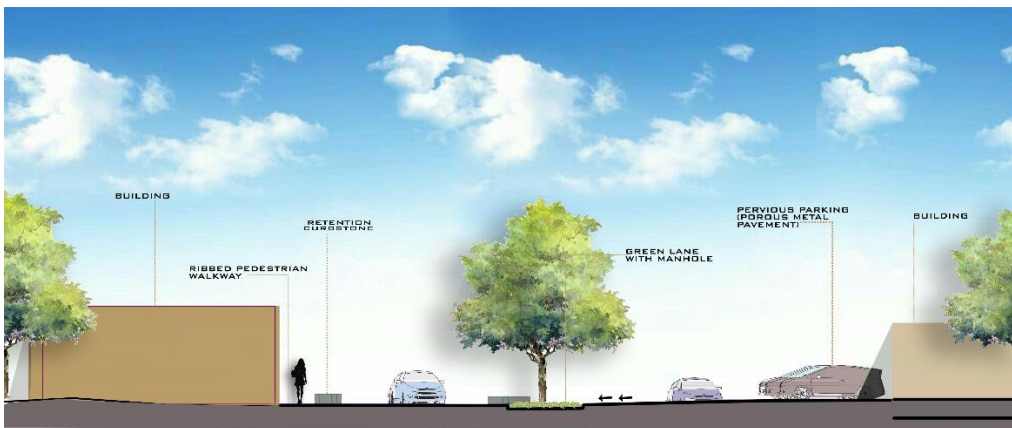 BUILDING
RETENTION
CURBSTONE
RIBBED PEDESTRIAN
WALKWAY
GREEN LANE
WITH MANHOLE
PERVIOUS PARKING
(POROUS METAL
PAVEMENT)
BUILDING